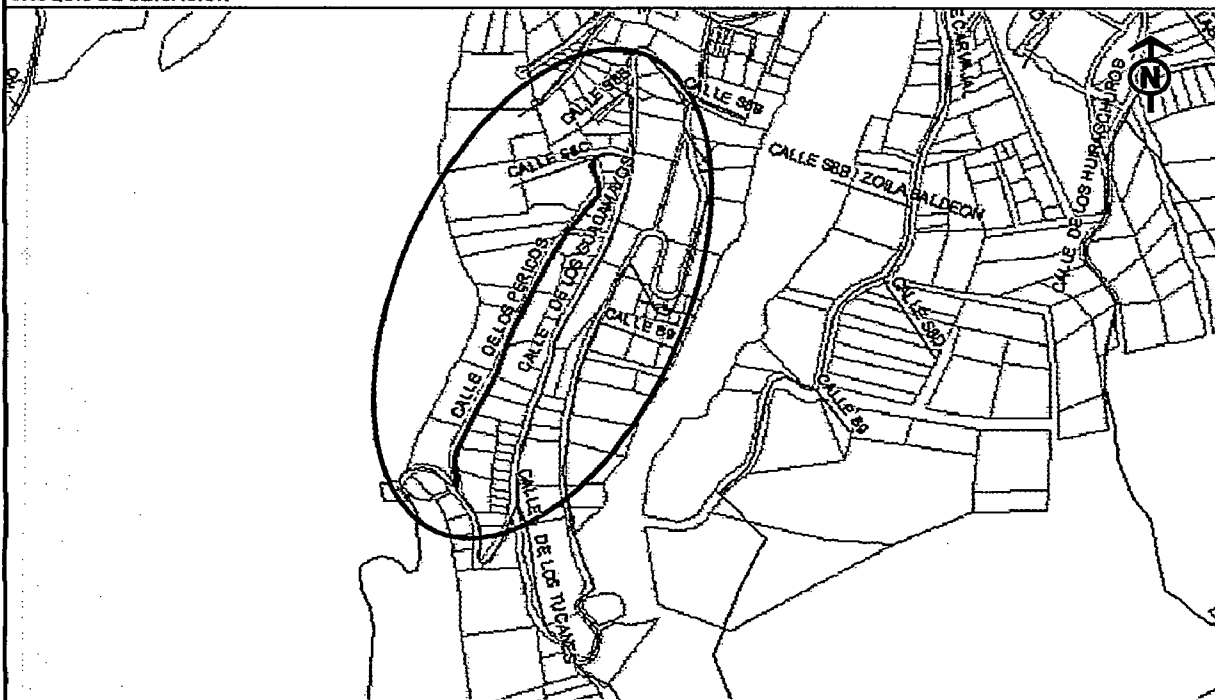 CALLE S8B
CALLE S8B
CALLE S8C
CALLE DE LOS PERICOS
CALLE DE LOS GUACAMAYOS
CALLE S9
CALLE DE LOS TUCANES
CALLE S8B ZOILA BALDEON
E CARVAJAL
CALLE DE LOS HUIRACCHUROS
N
CALLE S8D
CALLE S9